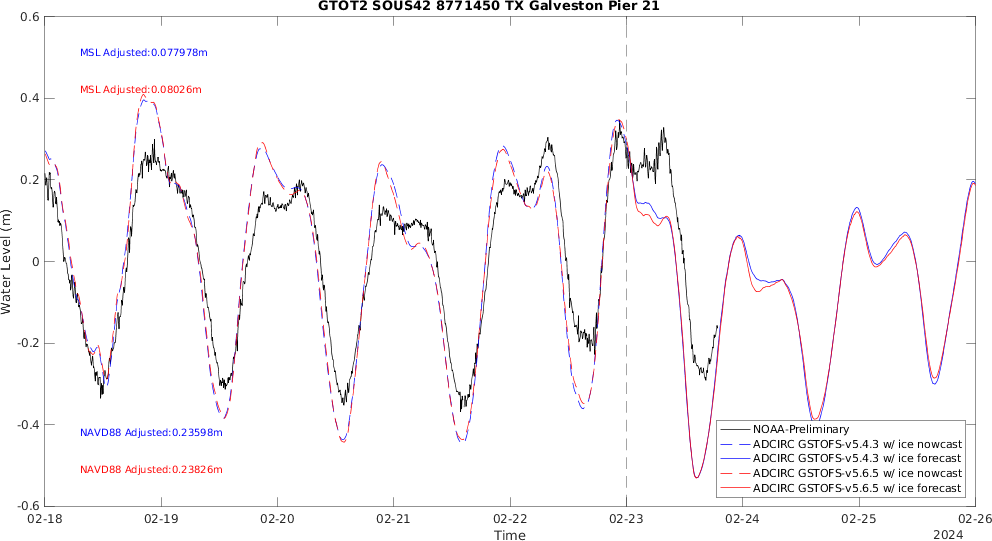 GTOT2 SOUS42 8771450 TX Galveston Pier 21
0.6
MSL Adjusted:0.077978m
MSL Adjusted:0.08026m
0.4
0.2
Water Level (m)
0
-0.2
-0.4
NAVD88 Adjusted:0.23598m
NAVD88 Adjusted:0.23826m
NOAA-Preliminary
ADCIRC GSTOFS-v5.4.3 w/ ice nowcast
ADCIRC GSTOFS-v5.4.3 w/ ice forecast
ADCIRC GSTOFS-v5.6.5 w/ ice nowcast
ADCIRC GSTOFS-v5.6.5 w/ ice forecast
-0.6
02-18 02-19 02-20 02-21 02-22 02-23 02-24 02-25 02-26
Time
2024